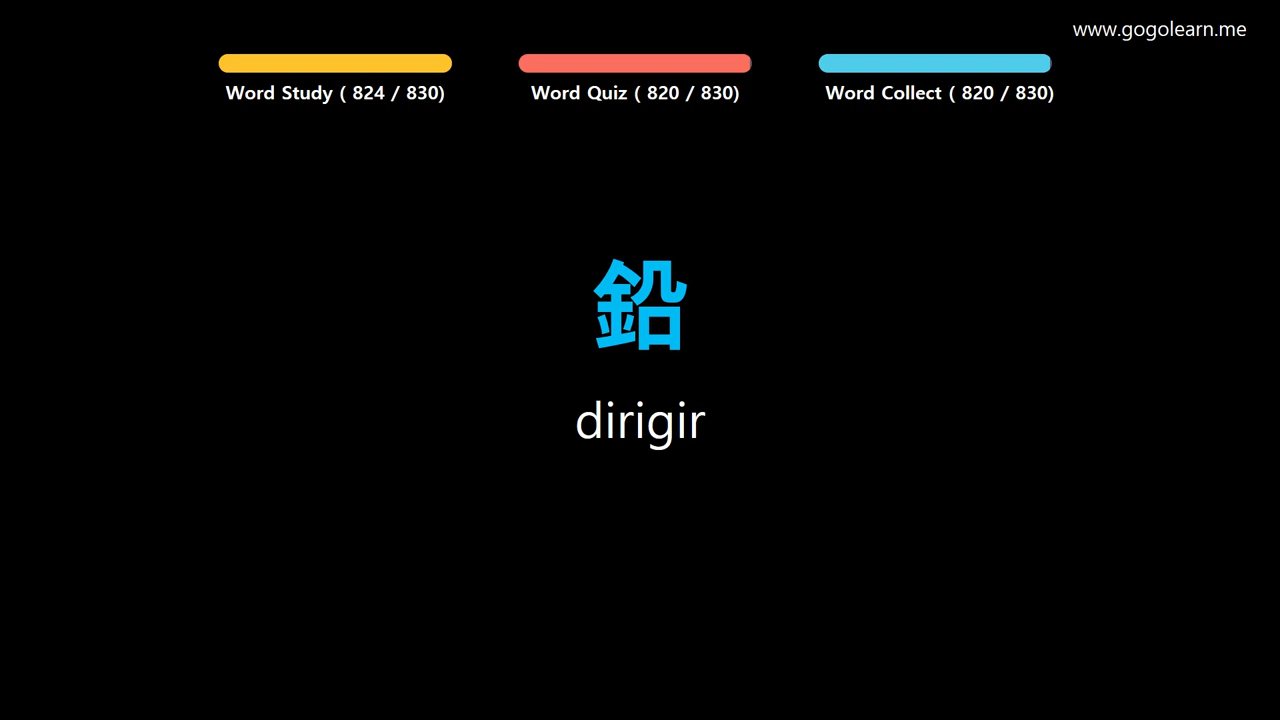 www.gogolearn.me
Word Study ( 824 / 830)
Word Quiz ( 820 / 830)
Word Collect ( 820 / 830)
鉛
dirigir